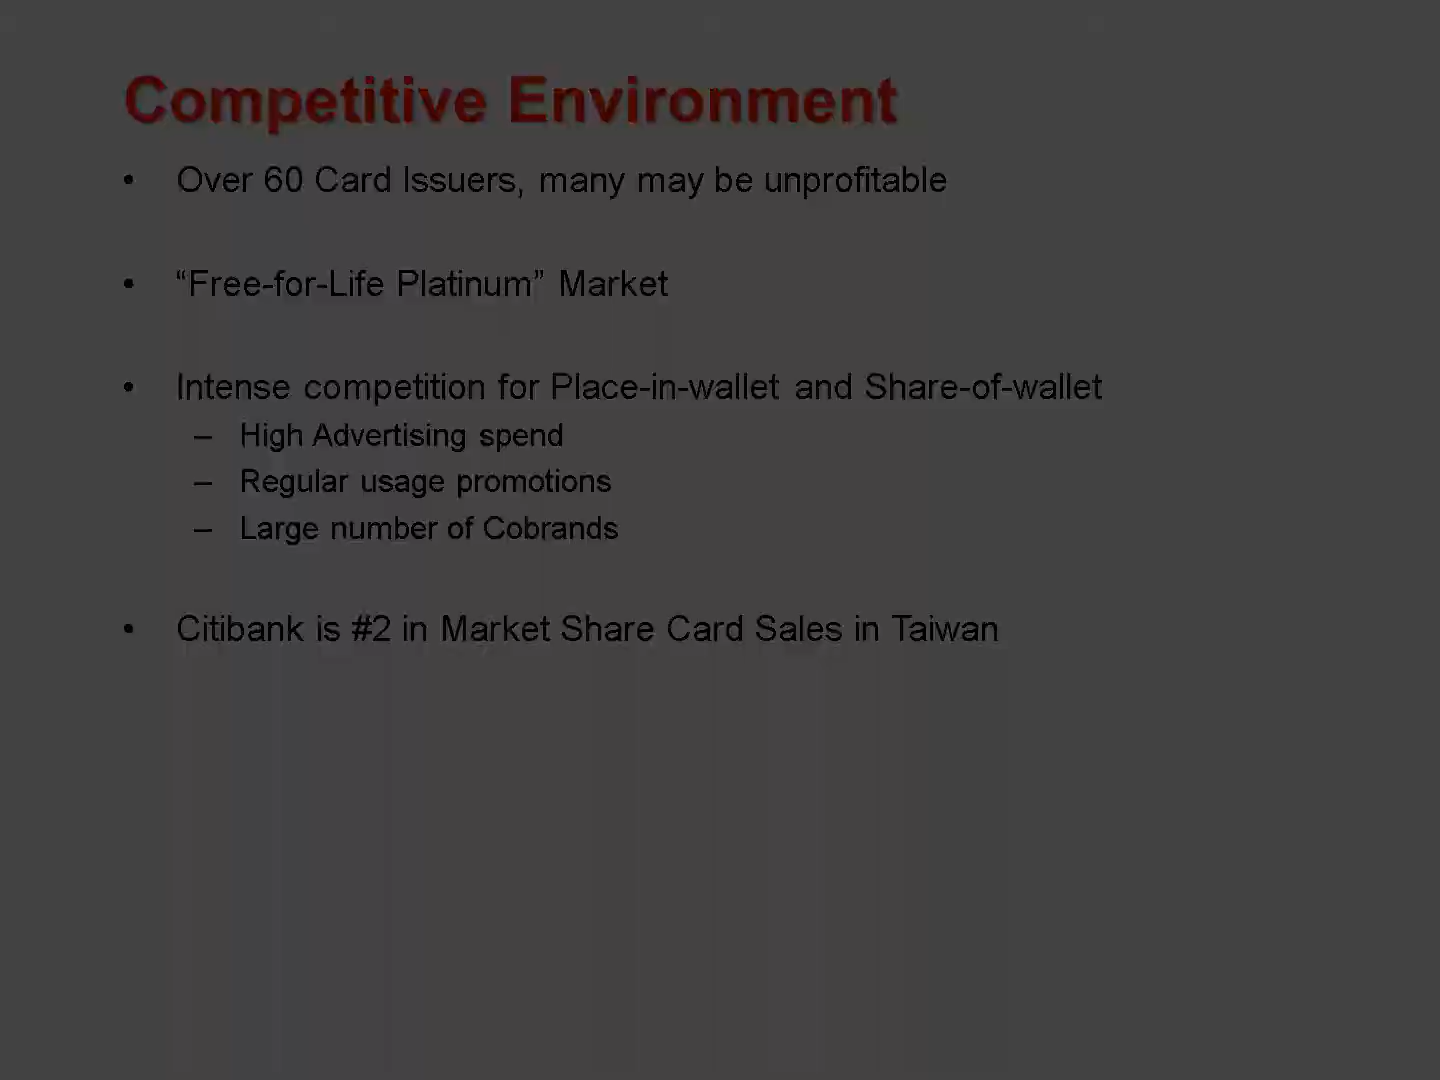 Competitive Environment
• Over 60 Card Issuers, many may be unprofitable
• “Free-for-Life Platinum” Market
• Intense competition for Place-in-wallet and Share-of-wallet
– High Advertising spend
– Regular usage promotions
– Large number of Cobrands
• Citibank is #2 in Market Share Card Sales in Taiwan